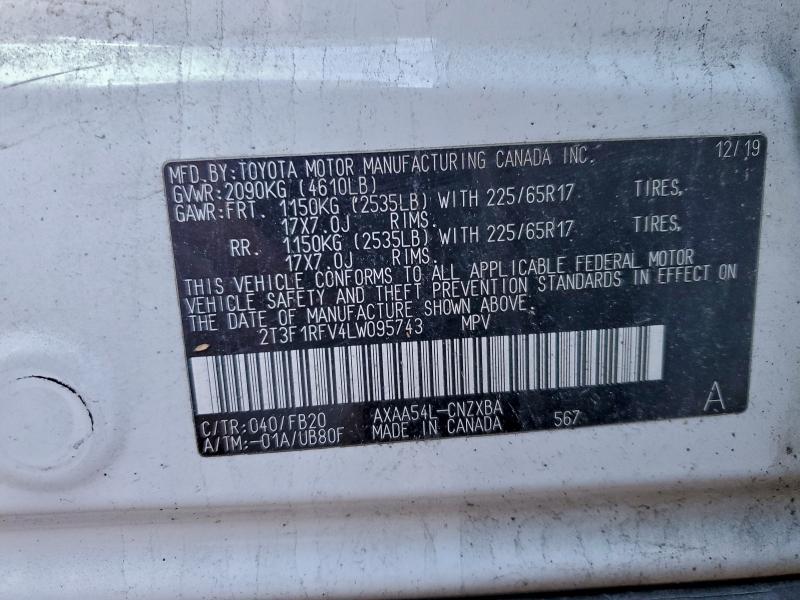 MFD.BY:TOYOTA MOTOR MANUFACTURING CANADA INC. 12/19
GVWR:2090KG (4610LB)
GAWR:FRT. 1150KG (2535LB) WITH 225/65R17 TIRES,
17X7.0J RIMS.
RR. 1150KG (2535LB) WITH 225/65R17 TIRES,
17X7.0J RIMS.
THIS VEHICLE CONFORMS TO ALL APPLICABLE FEDERAL MOTOR
VEHICLE SAFETY AND THEFT PREVENTION STANDARDS IN EFFECT ON
THE DATE OF MANUFACTURE SHOWN ABOVE.
2T3F1RFV4LW095743 MPV
C/TR:040/FB20 AXAA54L-CNZXBA A
A/TM:-01A/UB80F MADE IN CANADA 567